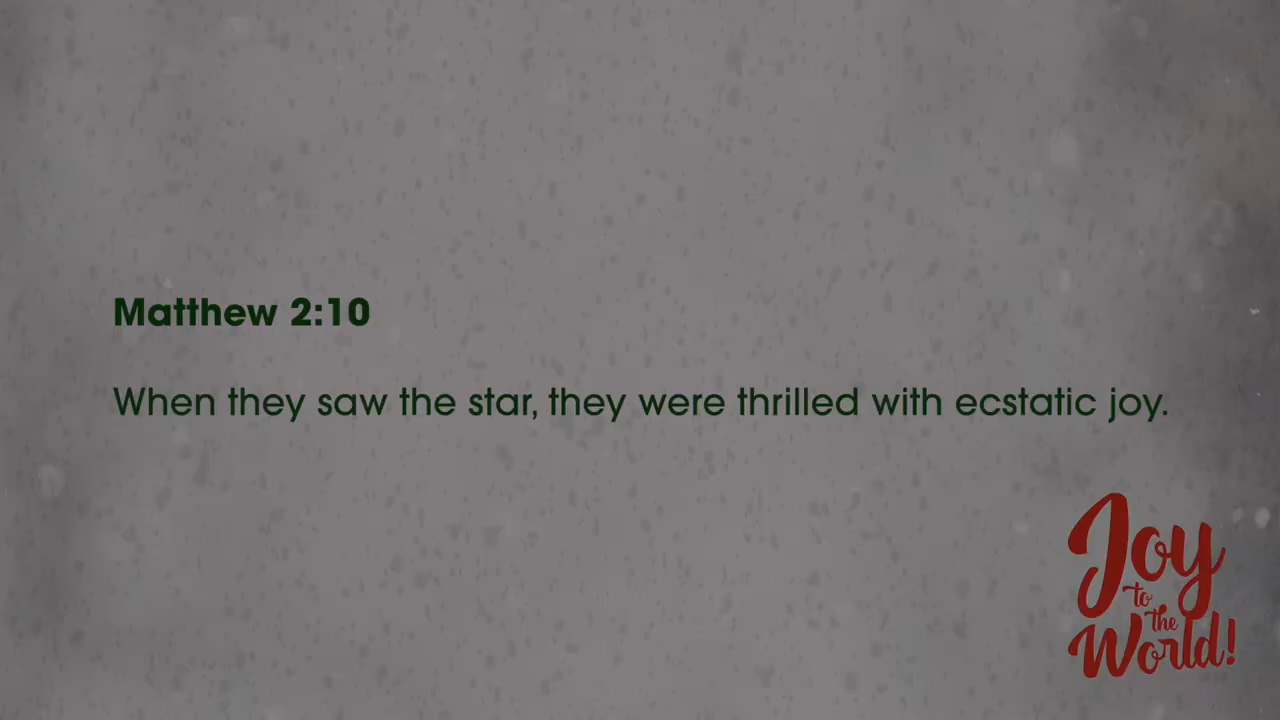 Matthew 2:10
When they saw the star, they were thrilled with ecstatic joy.
Joy
to
the
World!